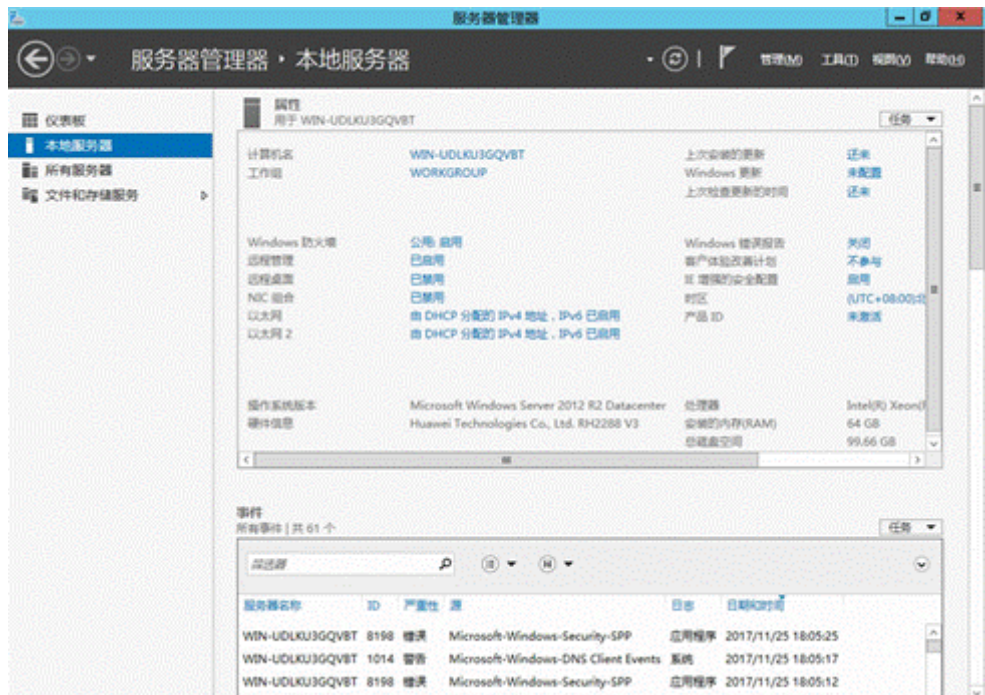 服务器管理器
服务器管理器 · 本地服务器
管理(M) 工具(T) 视图(V) 帮助(H)
仪表板
本地服务器
所有服务器
文件和存储服务
属性
用于 WIN-UDLKU3GQVBT
任务
计算机名 WIN-UDLKU3GQVBT 上次安装的更新 还未
工作组 WORKGROUP Windows 更新 未配置
上次检查更新的时间 还未
Windows 防火墙 公用: 启用 Windows 错误报告 关闭
远程管理 已启用 客户体验改善计划 不参与
远程桌面 已禁用 IE 增强的安全配置 启用
NIC 组合 已禁用 时区 (UTC+08:00)北
以太网 由 DHCP 分配的 IPv4 地址，IPv6 已启用 产品 ID 未激活
以太网 2 由 DHCP 分配的 IPv4 地址，IPv6 已启用
操作系统版本 Microsoft Windows Server 2012 R2 Datacenter 处理器 Intel(R) Xeon(
硬件信息 Huawei Technologies Co., Ltd. RH2288 V3 安装的内存(RAM) 64 GB
总磁盘空间 99.66 GB
事件
所有事件 | 共 61 个
任务
筛选器
服务器名称 ID 严重性 源 日志 日期和时间
WIN-UDLKU3GQVBT 8198 错误 Microsoft-Windows-Security-SPP 应用程序 2017/11/25 18:05:25
WIN-UDLKU3GQVBT 1014 警告 Microsoft-Windows-DNS Client Events 系统 2017/11/25 18:05:17
WIN-UDLKU3GQVBT 8198 错误 Microsoft-Windows-Security-SPP 应用程序 2017/11/25 18:05:12